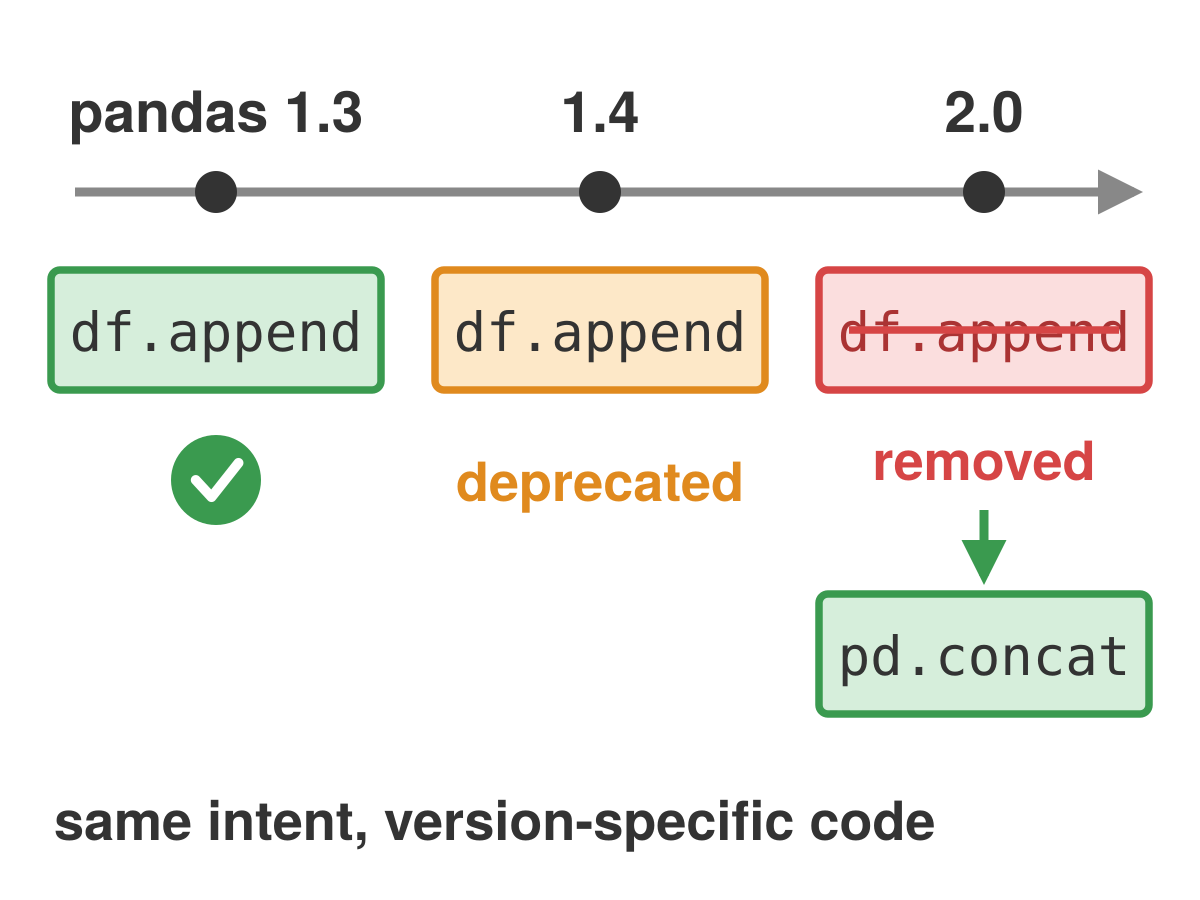 pandas 1.3 1.4 2.0
df.append df.append df.append
deprecated removed
pd.concat
same intent, version-specific code